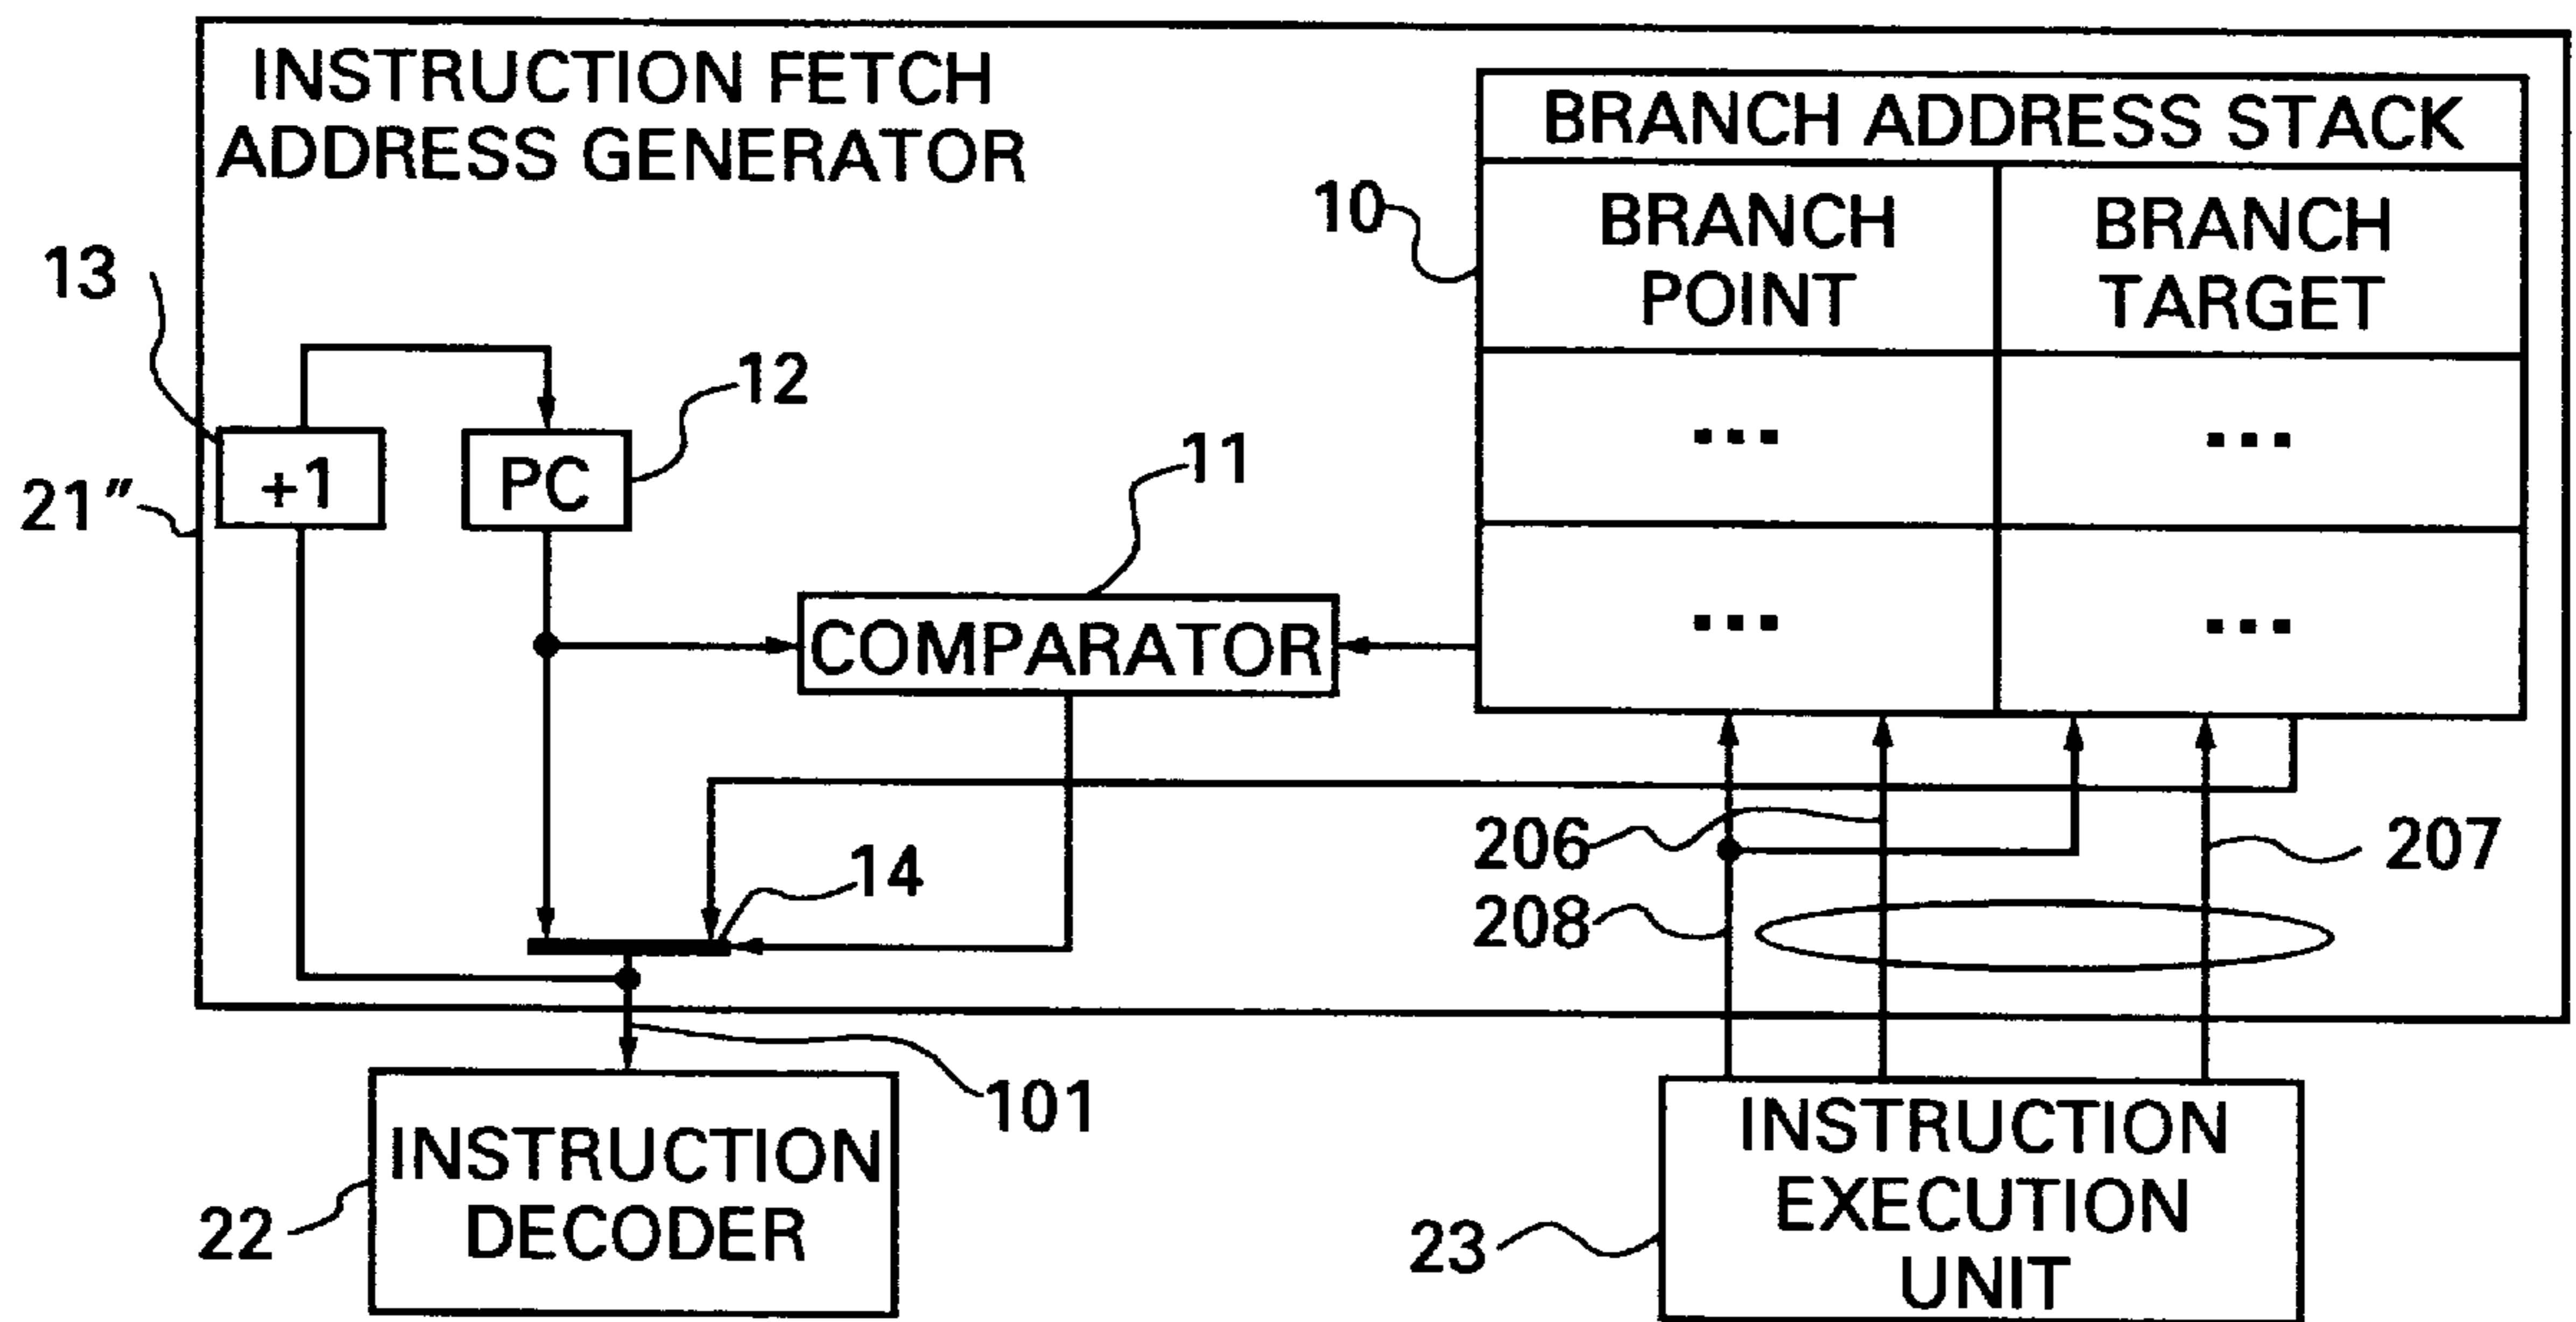 INSTRUCTION FETCH
ADDRESS GENERATOR
BRANCH ADDRESS STACK
10
BRANCH
POINT
BRANCH
TARGET
13
12
+1
PC
21”
11
...
...
COMPARATOR
...
...
14
206
207
208
101
INSTRUCTION
DECODER
22
INSTRUCTION
EXECUTION
UNIT
23